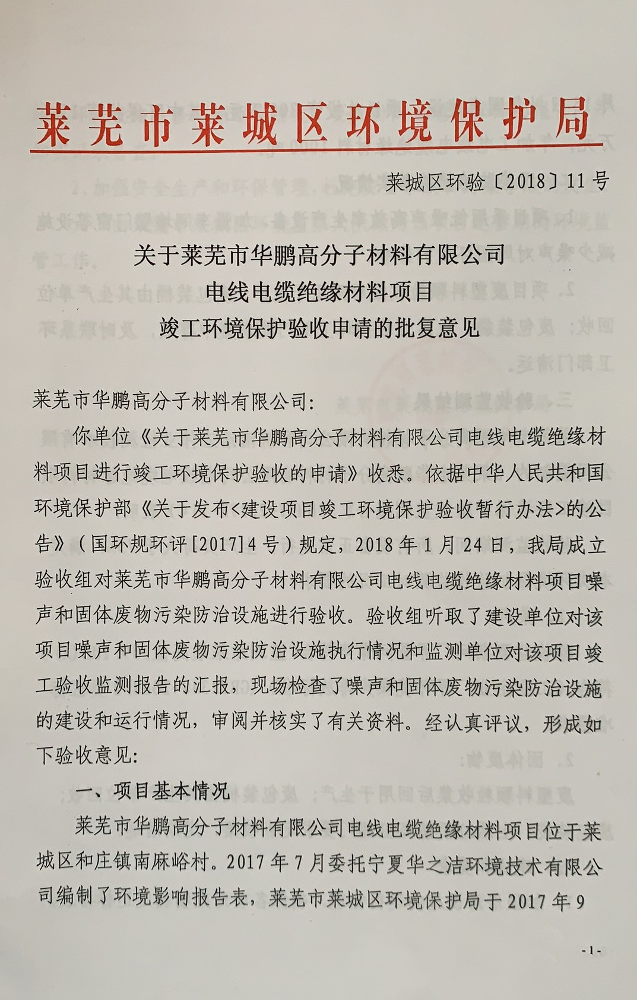 莱芜市莱城区环境保护局
莱城区环验〔2018〕11号
关于莱芜市华鹏高分子材料有限公司
电线电缆绝缘材料项目
竣工环境保护验收申请的批复意见
莱芜市华鹏高分子材料有限公司:
你单位《关于莱芜市华鹏高分子材料有限公司电线电缆绝缘材
料项目进行竣工环境保护验收的申请》收悉。依据中华人民共和国
环境保护部《关于发布<建设项目竣工环境保护验收暂行办法>的公
告》（国环规环评[2017]4号）规定，2018年1月24日，我局成立
验收组对莱芜市华鹏高分子材料有限公司电线电缆绝缘材料项目噪
声和固体废物污染防治设施进行验收。验收组听取了建设单位对该
项目噪声和固体废物污染防治设施执行情况和监测单位对该项目竣
工验收监测报告的汇报，现场检查了噪声和固体废物污染防治设施
的建设和运行情况，审阅并核实了有关资料。经认真评议，形成如
下验收意见:
一、项目基本情况
莱芜市华鹏高分子材料有限公司电线电缆绝缘材料项目位于莱
城区和庄镇南麻峪村。2017年7月委托宁夏华之洁环境技术有限公
司编制了环境影响报告表，莱芜市莱城区环境保护局于2017年9
-1-